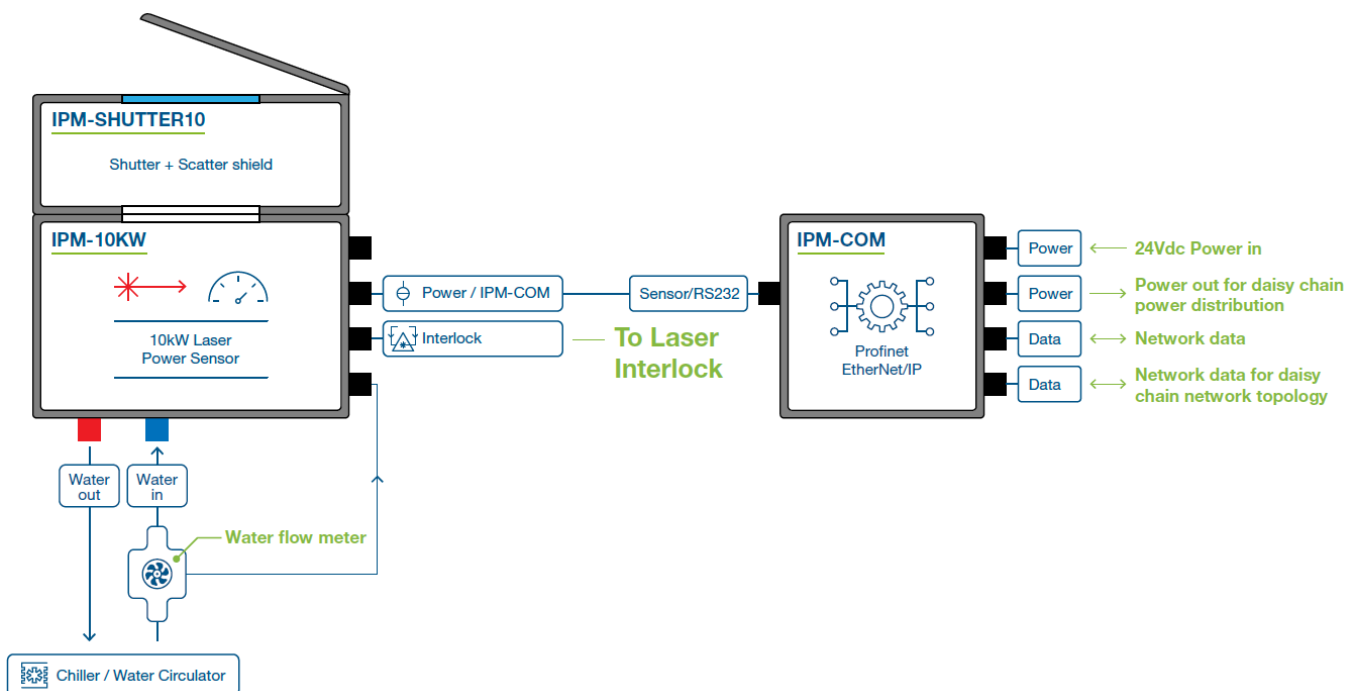 IPM-SHUTTER10
Shutter + Scatter shield
IPM-10KW
10kW Laser
Power Sensor
Power / IPM-COM
Interlock
To Laser
Interlock
Sensor/RS232
IPM-COM
Profinet
EtherNet/IP
Power
24Vdc Power in
Power
Power out for daisy chain
power distribution
Data
Network data
Data
Network data for daisy
chain network topology
Water
out
Water
in
Water flow meter
Chiller / Water Circulator